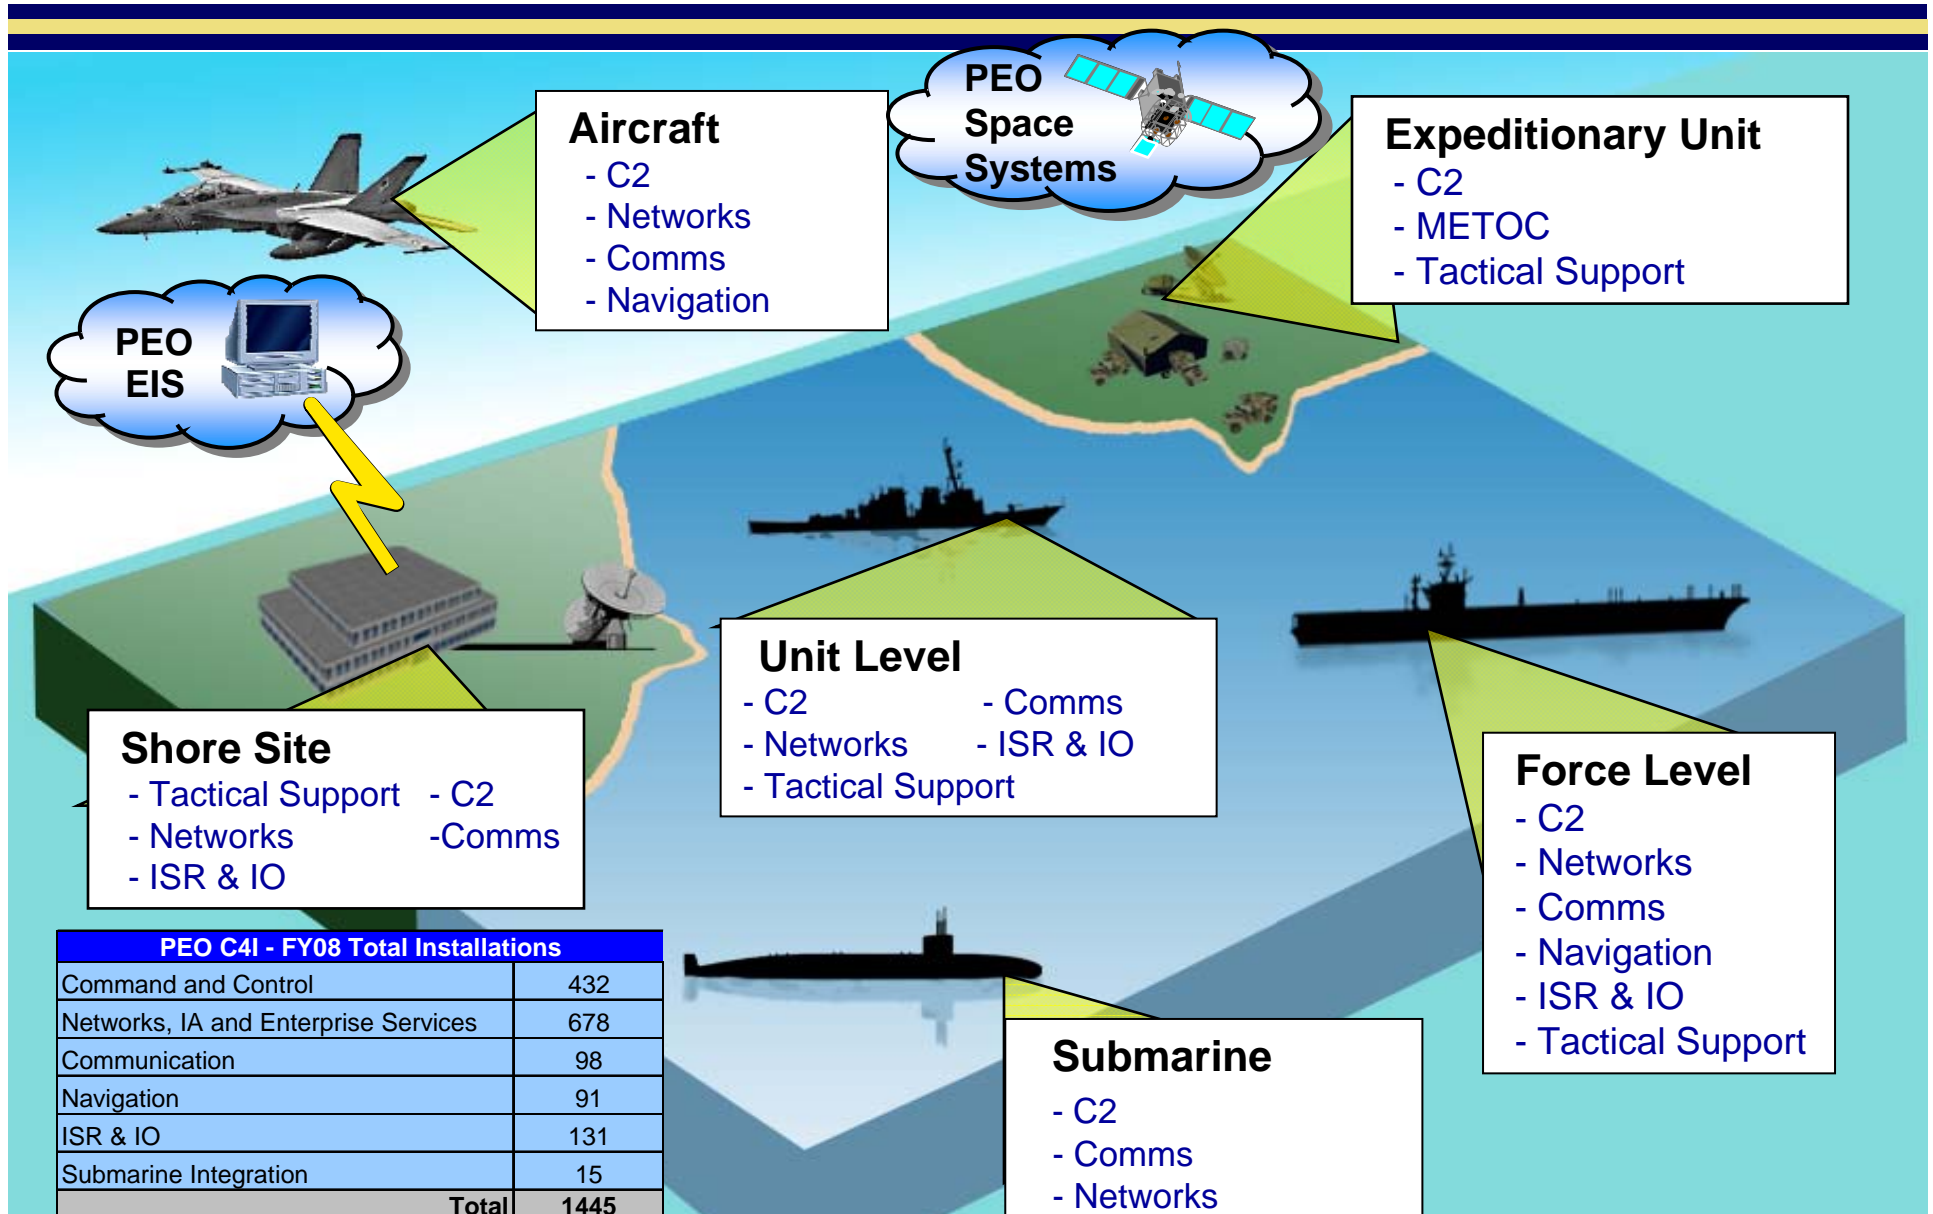 PEO
Space
Systems
Aircraft
- C2
- Networks
- Comms
- Navigation
Expeditionary Unit
- C2
- METOC
- Tactical Support
PEO
EIS
Unit Level
- C2 - Comms
- Networks - ISR & IO
- Tactical Support
Shore Site
- Tactical Support - C2
- Networks -Comms
- ISR & IO
Force Level
- C2
- Networks
- Comms
- Navigation
- ISR & IO
- Tactical Support
PEO C4I - FY08 Total Installations
Command and Control 432
Networks, IA and Enterprise Services 678
Communication 98
Navigation 91
ISR & IO 131
Submarine Integration 15
Total 1445
Submarine
- C2
- Comms
- Networks